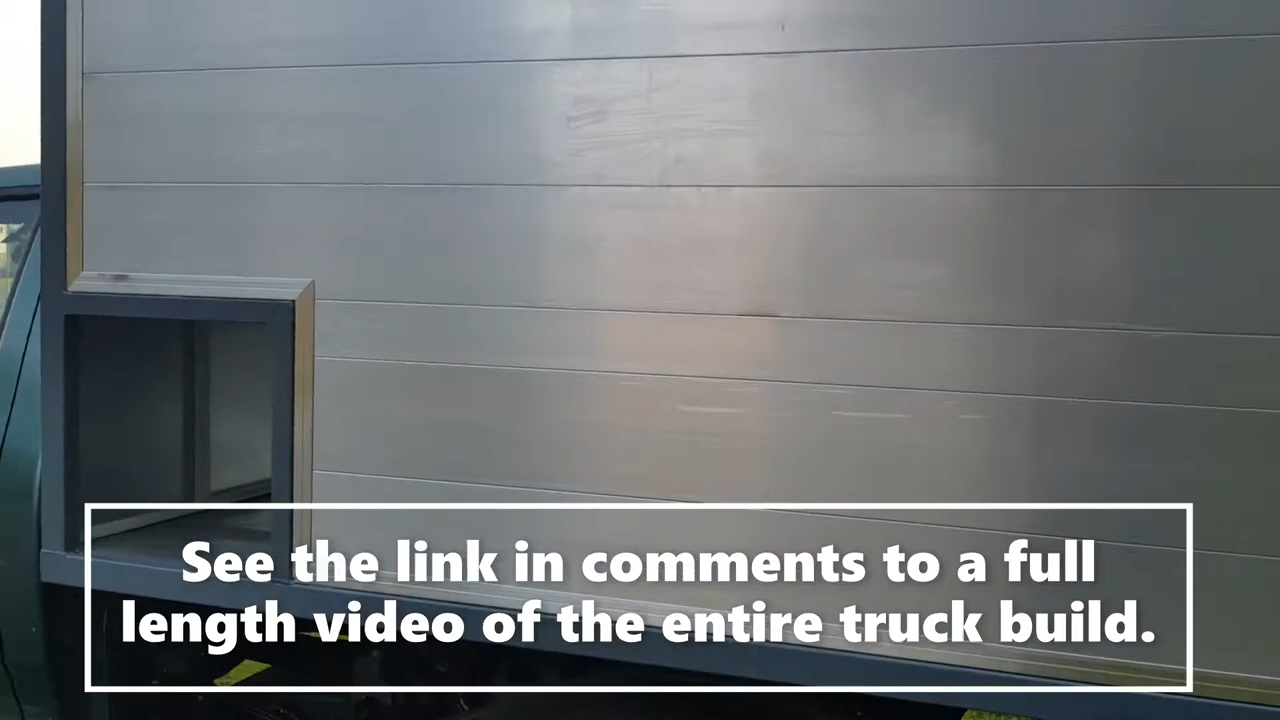 See the link in comments to a full
length video of the entire truck build.